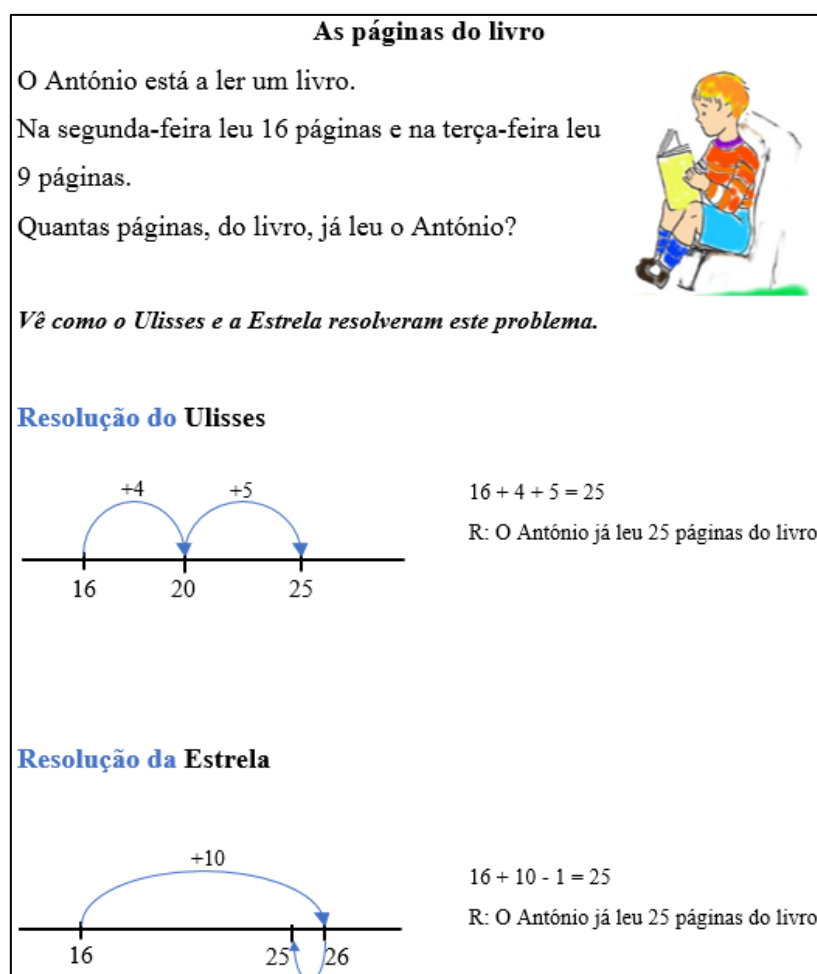 As páginas do livro
O António está a ler um livro.
Na segunda-feira leu 16 páginas e na terça-feira leu
9 páginas.
Quantas páginas, do livro, já leu o António?
Vê como o Ulisses e a Estrela resolveram este problema.
Resolução do Ulisses
+4 +5
16 20 25
16 + 4 + 5 = 25
R: O António já leu 25 páginas do livro
Resolução da Estrela
+10
16 25 26
16 + 10 - 1 = 25
R: O António já leu 25 páginas do livro